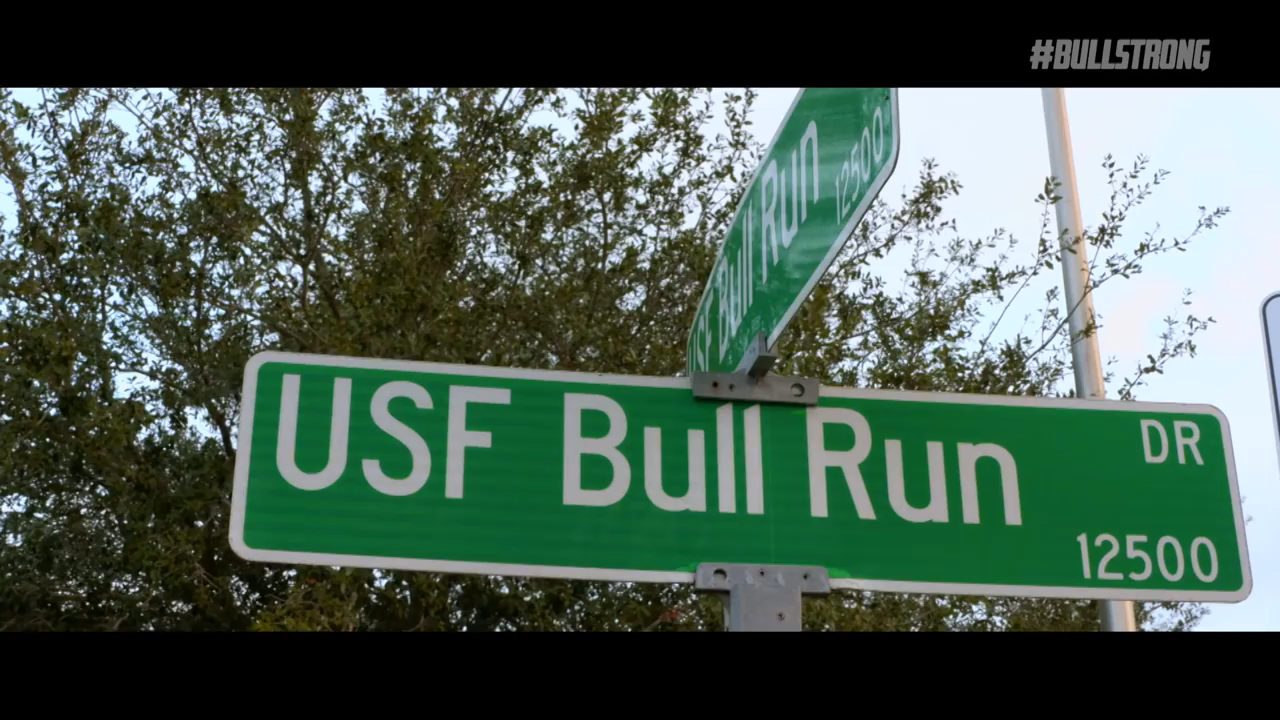 #BULLSTRONG
USF Bull Run
12500
USF Bull Run DR
12500